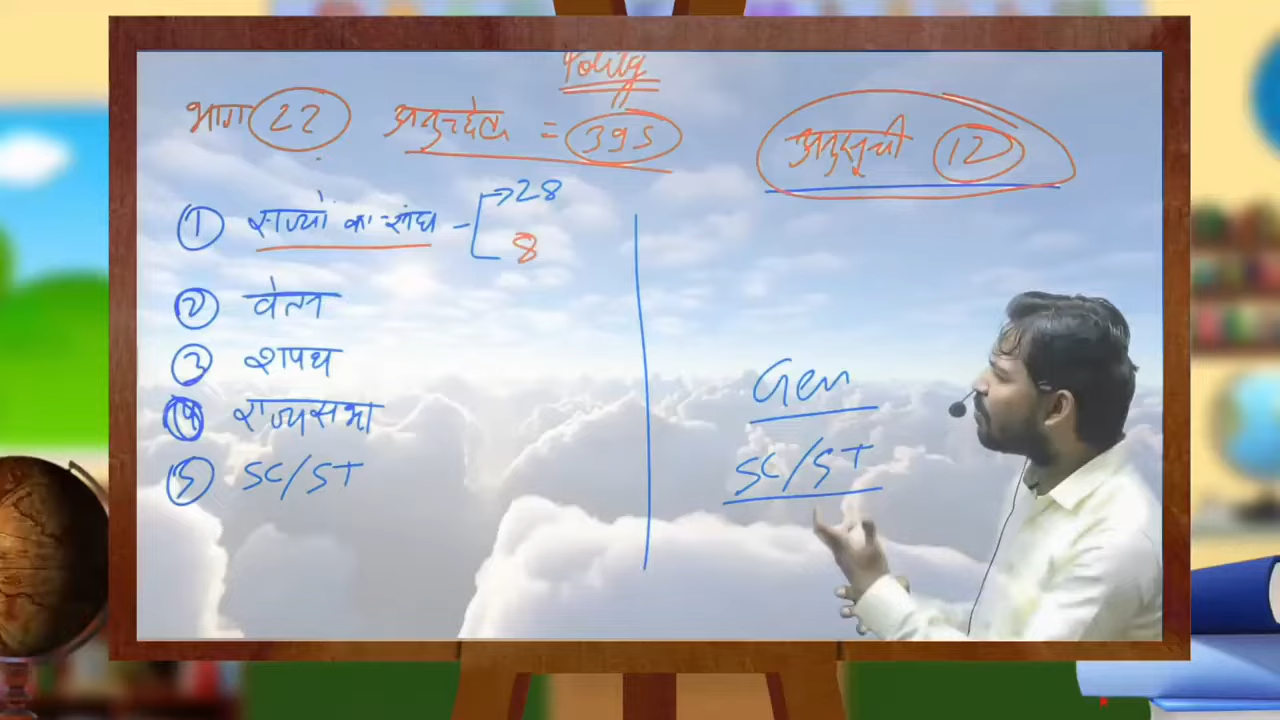 Polity
भाग 22 अनुच्छेद = 395 अनुसूची 12
1 राज्यों का संघ - 28
8
2 वेतन
3 शपथ
4 राज्यसभा
5 SC/ST
Gen
SC/ST